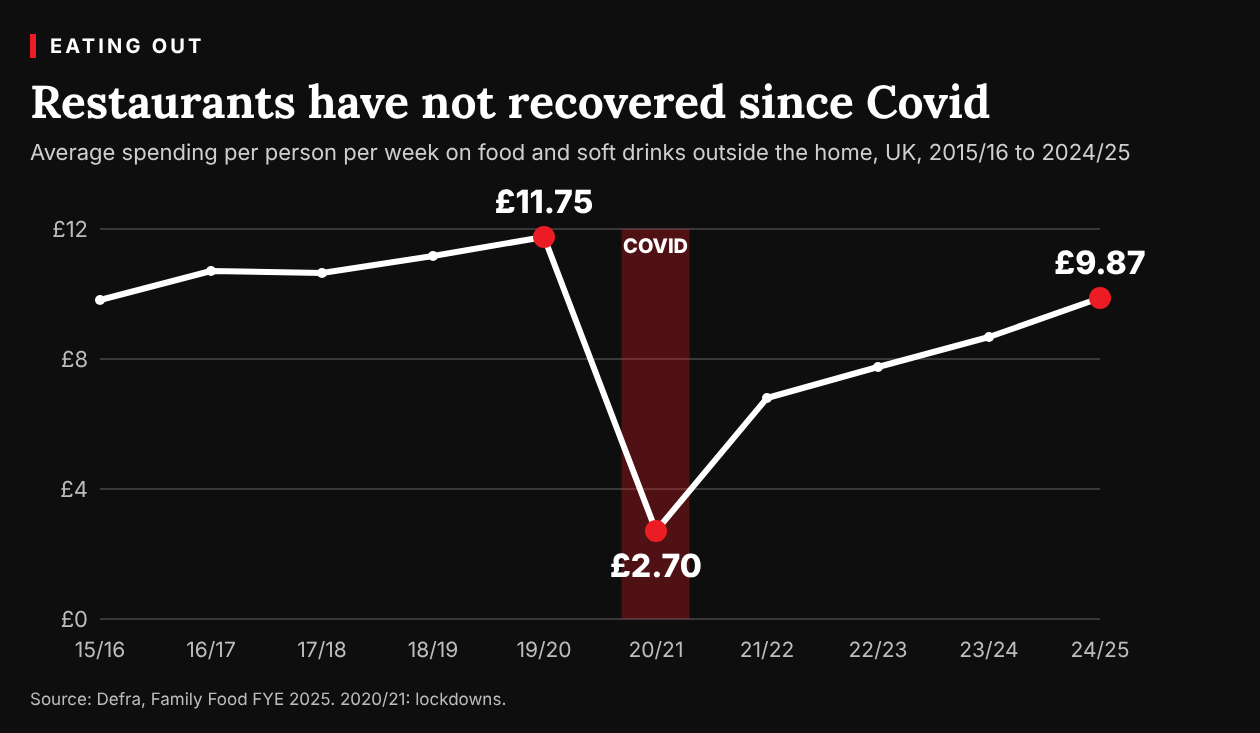 EATING OUT
Restaurants have not recovered since Covid
Average spending per person per week on food and soft drinks outside the home, UK, 2015/16 to 2024/25
£11.75
£12
COVID
£9.87
£8
£4
£2.70
£0
15/16 16/17 17/18 18/19 19/20 20/21 21/22 22/23 23/24 24/25
Source: Defra, Family Food FYE 2025. 2020/21: lockdowns.